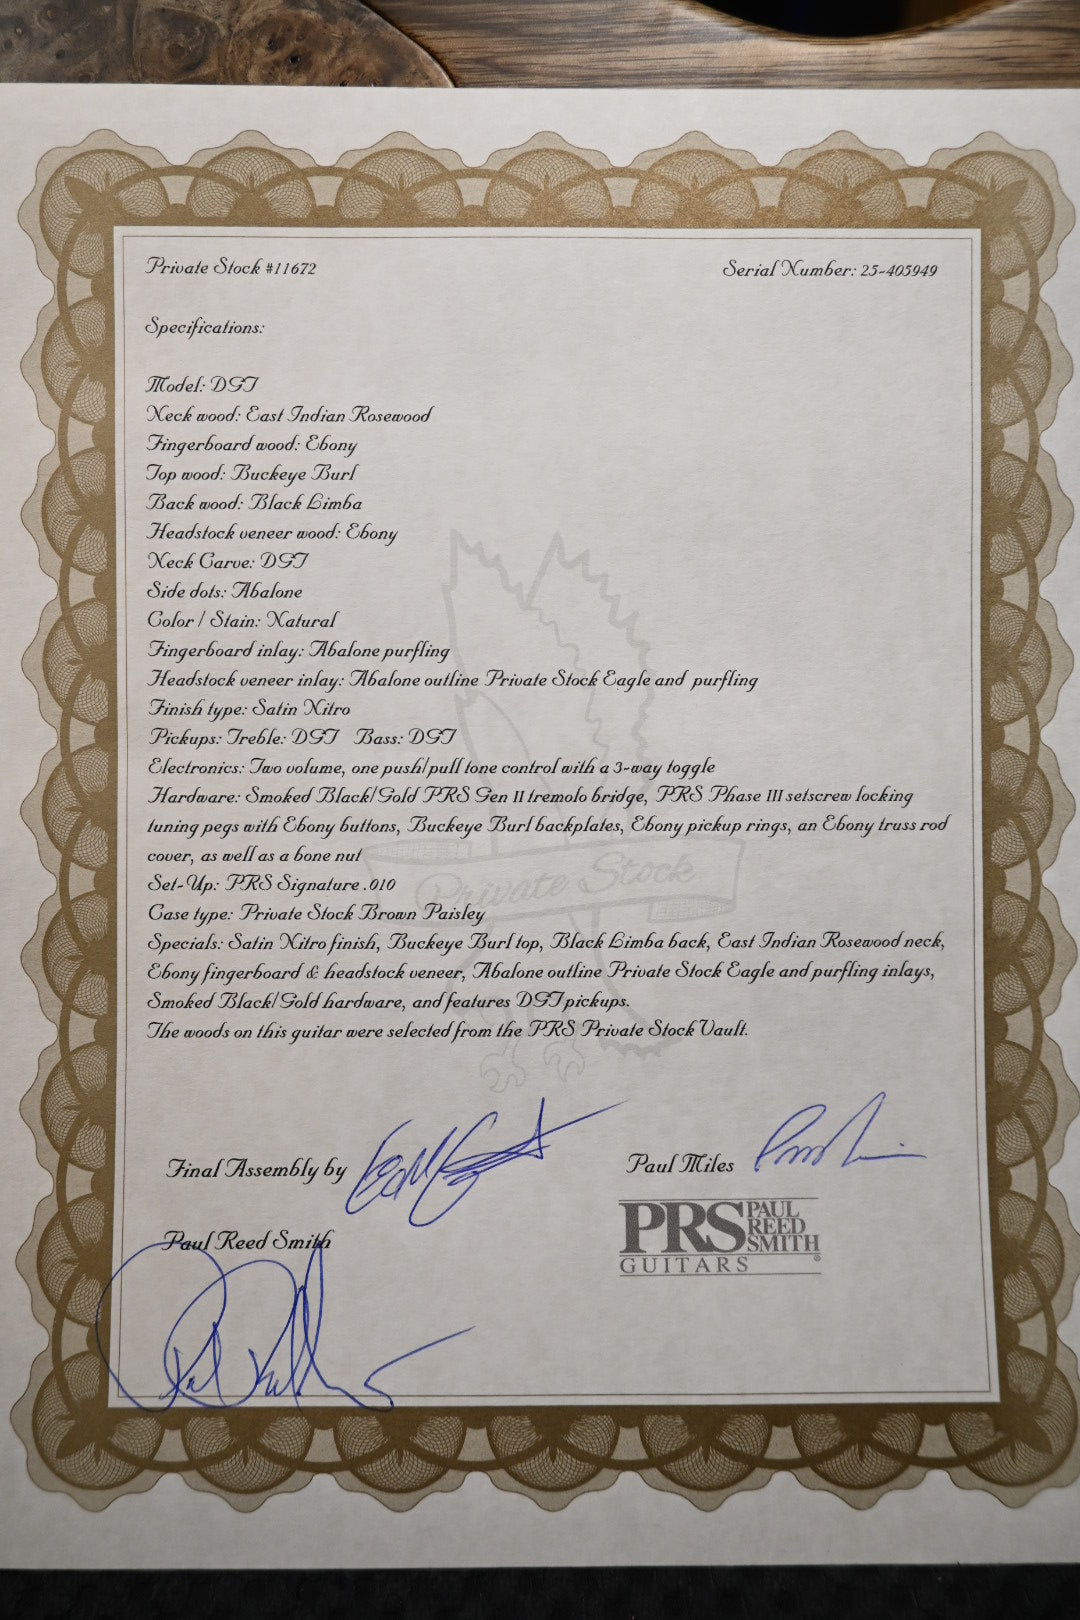 Private Stock #11672 Serial Number: 25-405949
Specifications:
Model: DGT
Neck wood: East Indian Rosewood
Fingerboard wood: Ebony
Top wood: Buckeye Burl
Back wood: Black Limba
Headstock veneer wood: Ebony
Neck Carve: DGT
Side dots: Abalone
Color / Stain: Natural
Fingerboard inlay: Abalone purfling
Headstock veneer inlay: Abalone outline Private Stock Eagle and purfling
Finish type: Satin Nitro
Pickups: Treble: DGT Bass: DGT
Electronics: Two volume, one push/pull tone control with a 3-way toggle
Hardware: Smoked Black/Gold PRS Gen II tremolo bridge, PRS Phase III setscrew locking
tuning pegs with Ebony buttons, Buckeye Burl backplates, Ebony pickup rings, an Ebony truss rod
cover, as well as a bone nut
Private Stock
Set-Up: PRS Signature .010
Case type: Private Stock Brown Paisley
Specials: Satin Nitro finish, Buckeye Burl top, Black Limba back, East Indian Rosewood neck,
Ebony fingerboard & headstock veneer, Abalone outline Private Stock Eagle and purfling inlays,
Smoked Black/Gold hardware, and features DGT pickups.
The woods on this guitar were selected from the PRS Private Stock Vault.
Final Assembly by
Paul Miles
Paul Reed Smith
PRS PAUL
REED
SMITH
GUITARS ®